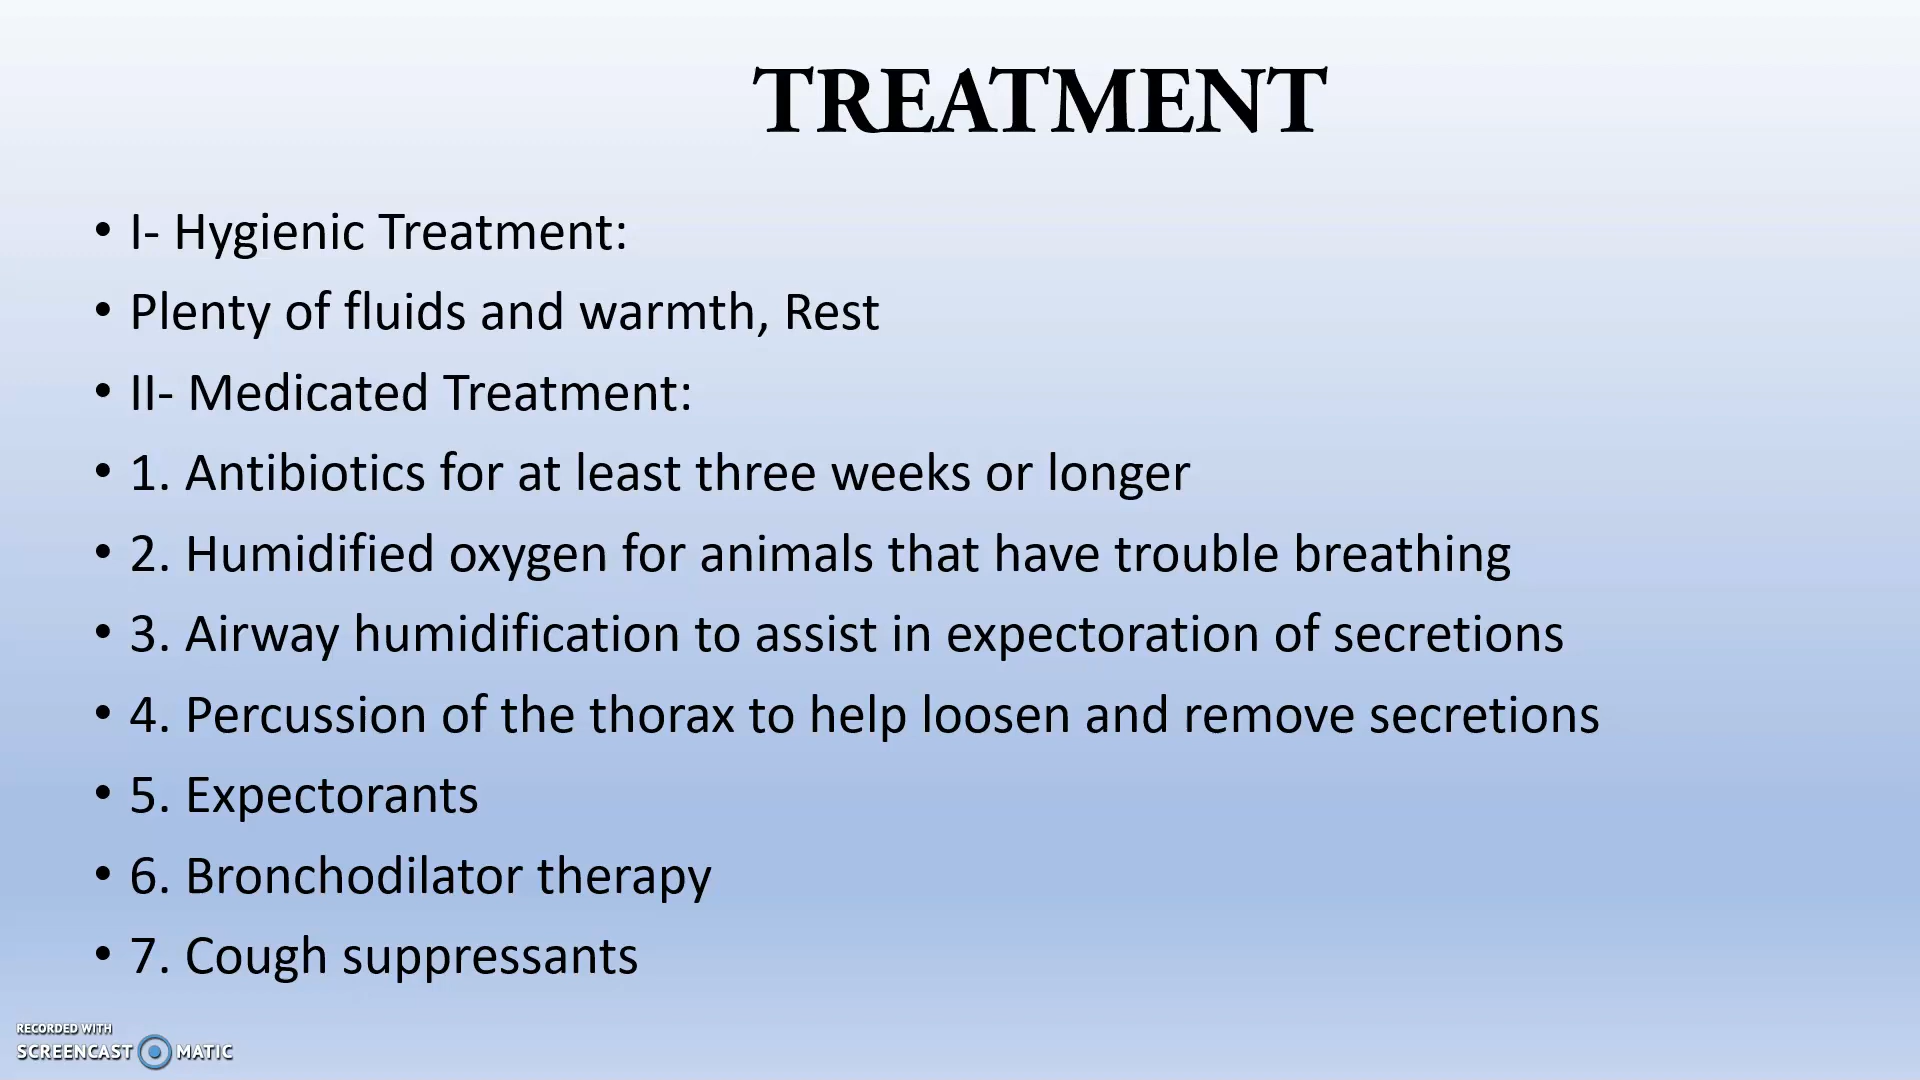 TREATMENT
• I- Hygienic Treatment:
• Plenty of fluids and warmth, Rest
• II- Medicated Treatment:
• 1. Antibiotics for at least three weeks or longer
• 2. Humidified oxygen for animals that have trouble breathing
• 3. Airway humidification to assist in expectoration of secretions
• 4. Percussion of the thorax to help loosen and remove secretions
• 5. Expectorants
• 6. Bronchodilator therapy
• 7. Cough suppressants
RECORDED WITH
SCREENCAST MATIC